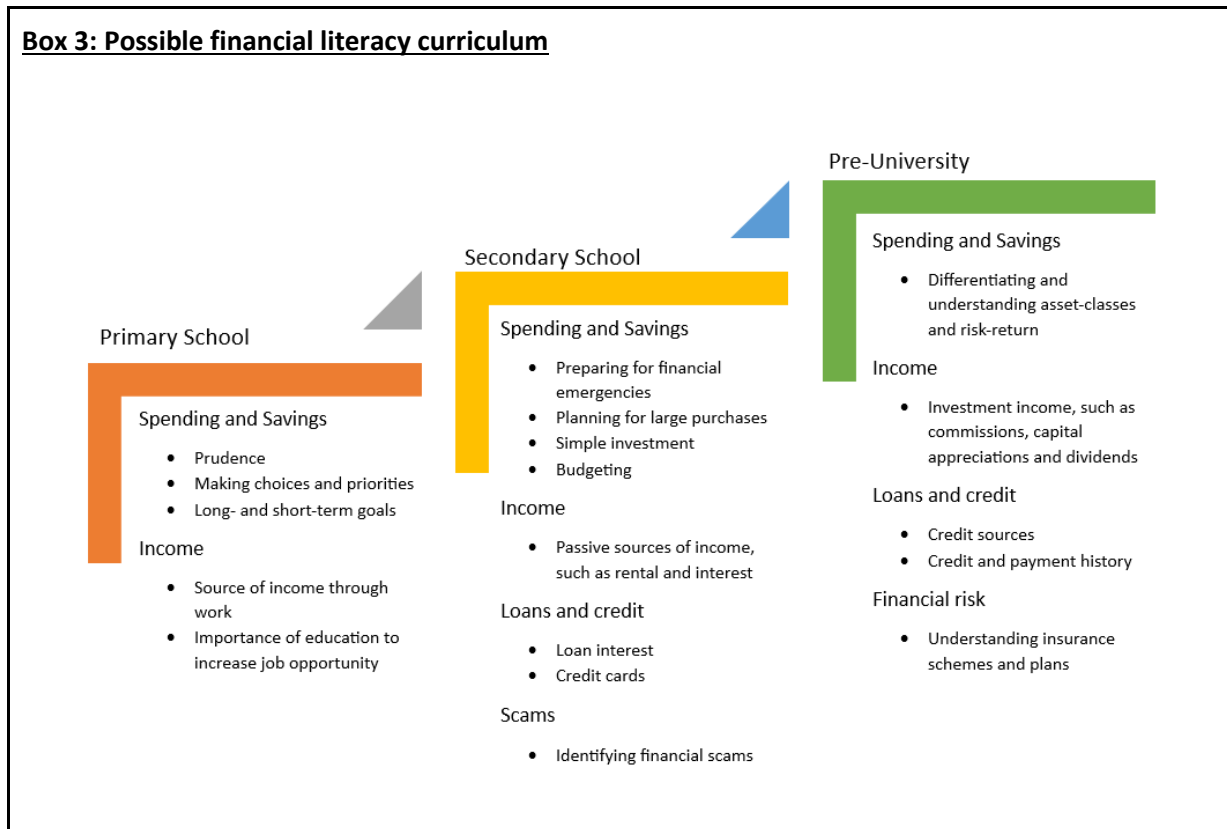 Box 3: Possible financial literacy curriculum
Primary School
Spending and Savings
• Prudence
• Making choices and priorities
• Long- and short-term goals
Income
• Source of income through
work
• Importance of education to
increase job opportunity
Secondary School
Spending and Savings
• Preparing for financial
emergencies
• Planning for large purchases
• Simple investment
• Budgeting
Income
• Passive sources of income,
such as rental and interest
Loans and credit
• Loan interest
• Credit cards
Scams
• Identifying financial scams
Pre-University
Spending and Savings
• Differentiating and
understanding asset-classes
and risk-return
Income
• Investment income, such as
commissions, capital
appreciations and dividends
Loans and credit
• Credit sources
• Credit and payment history
Financial risk
• Understanding insurance
schemes and plans